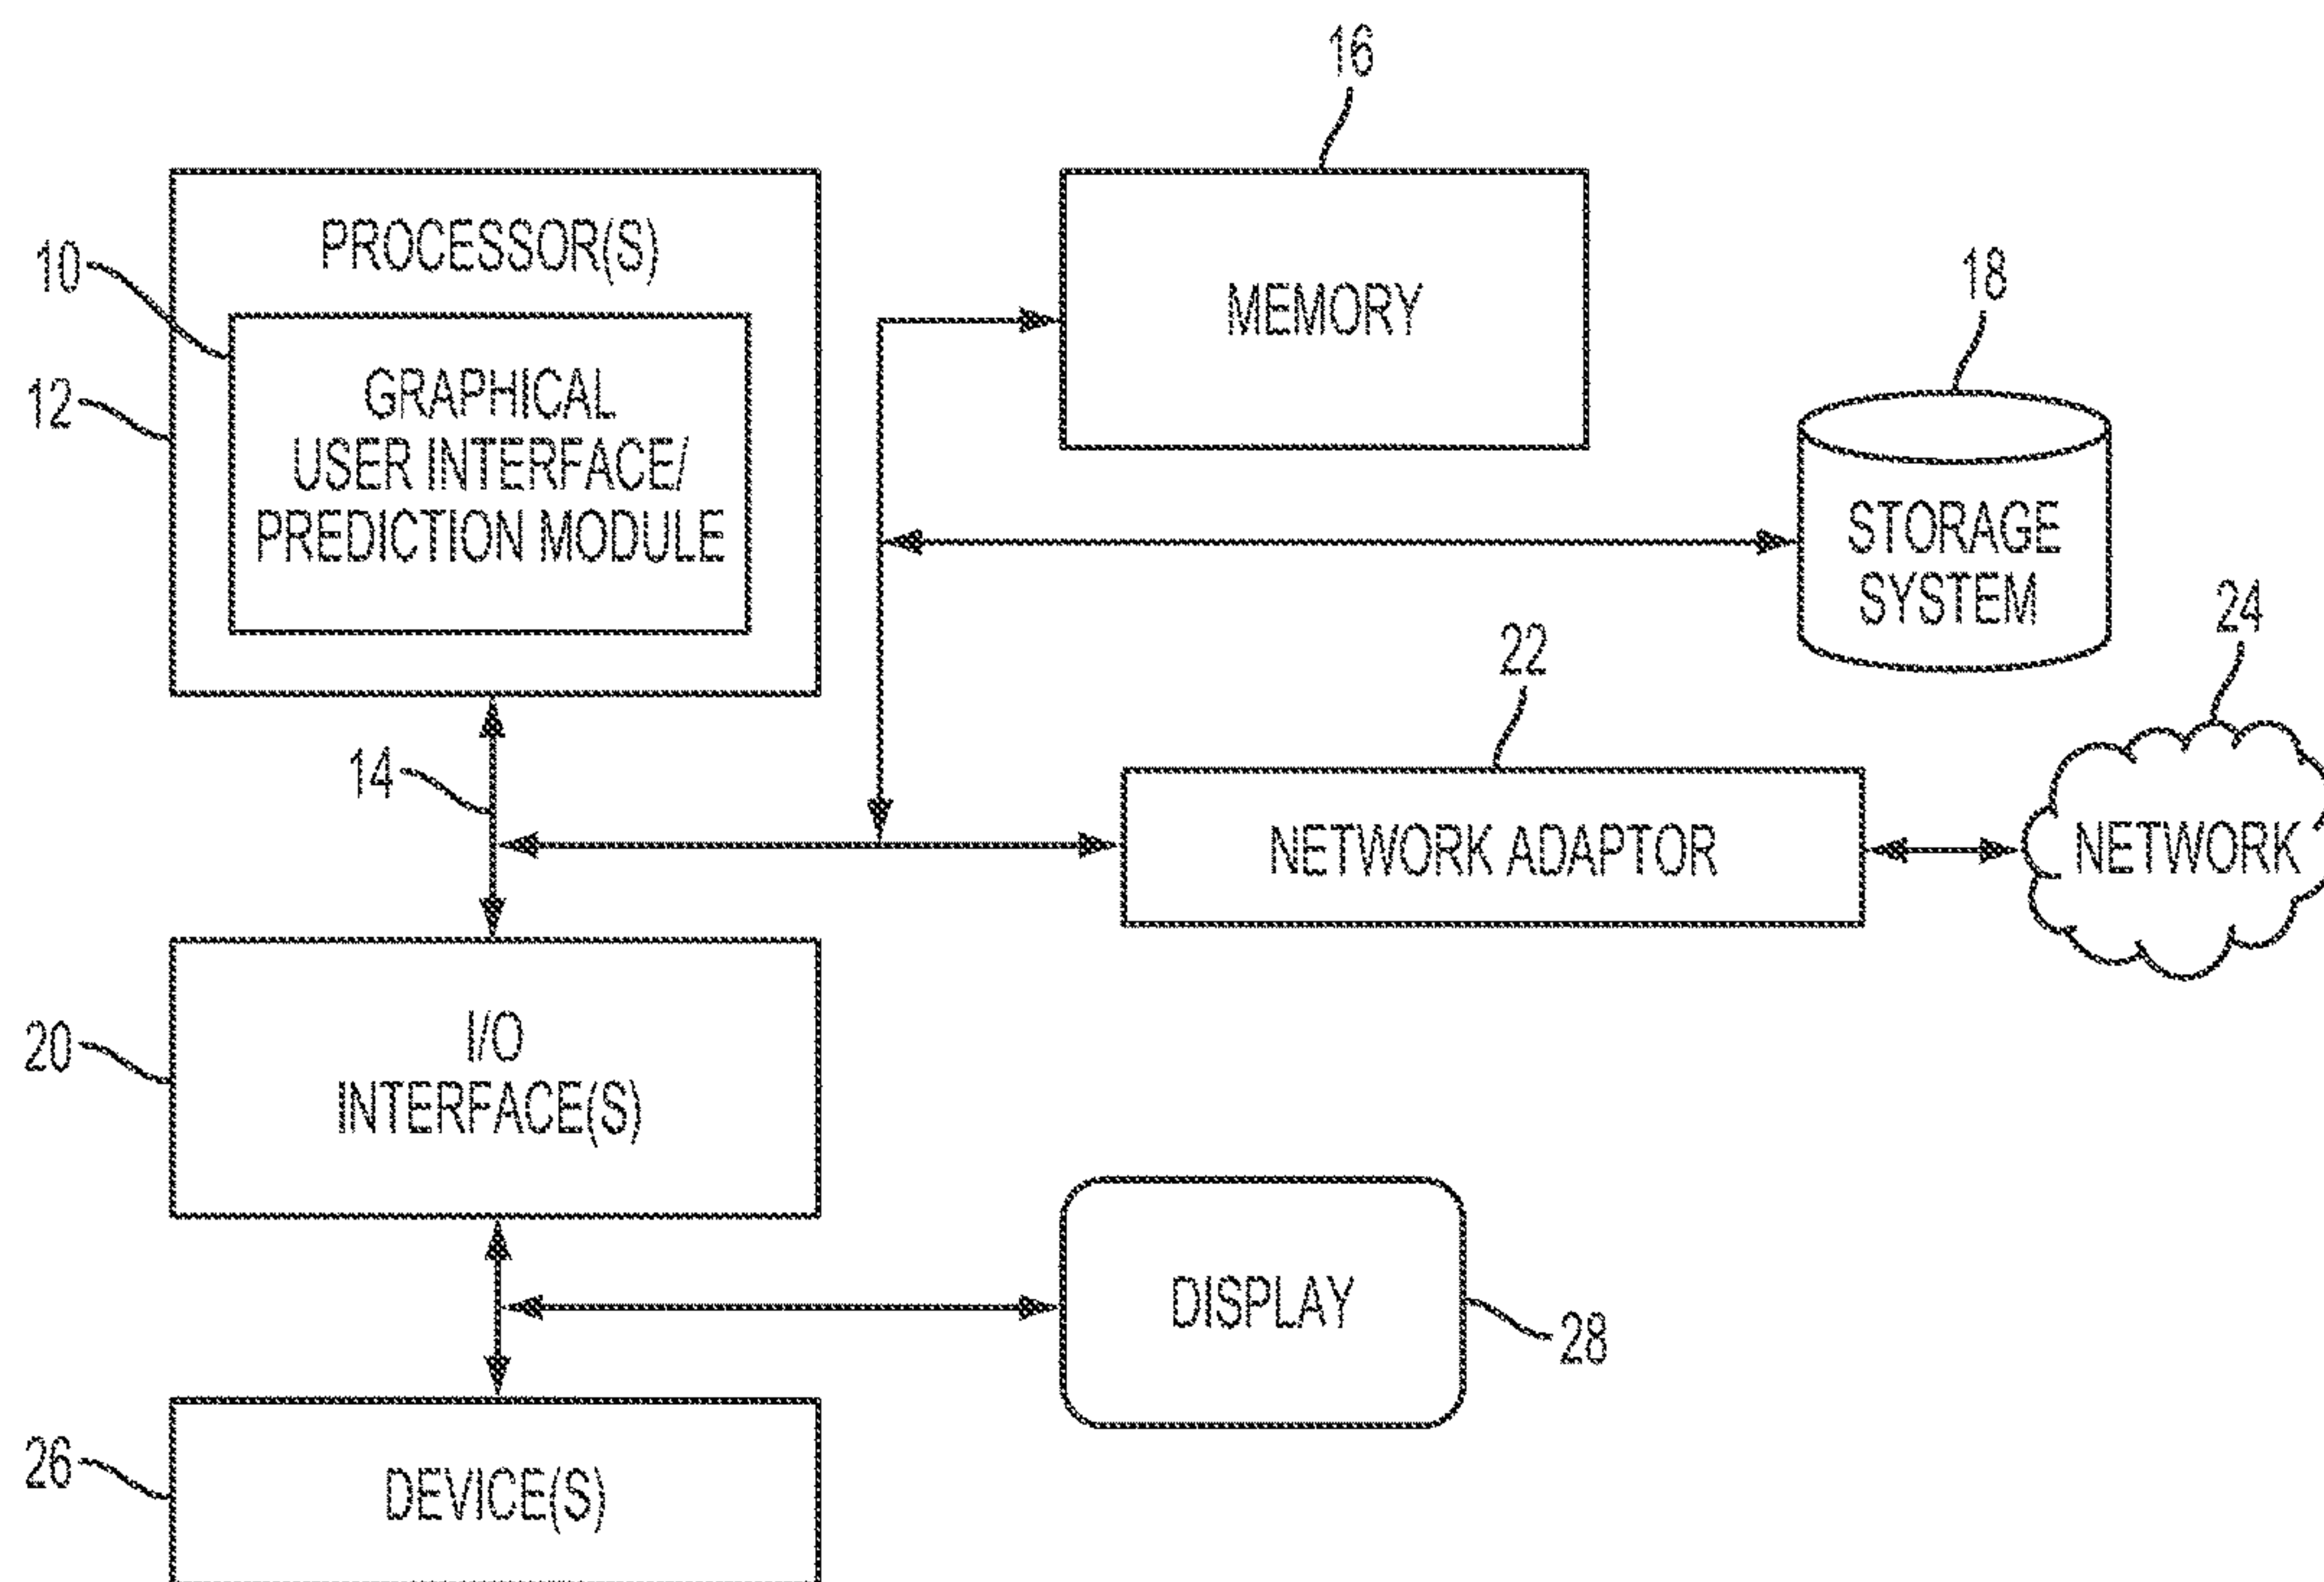 16
PROCESSOR(S)
10
MEMORY
18
GRAPHICAL
USER INTERFACE/
PREDICTION MODULE
12
STORAGE
SYSTEM
24
22
14
NETWORK ADAPTOR
NETWORK
20
I/O
INTERFACE(S)
DISPLAY
28
26
DEVICE(S)